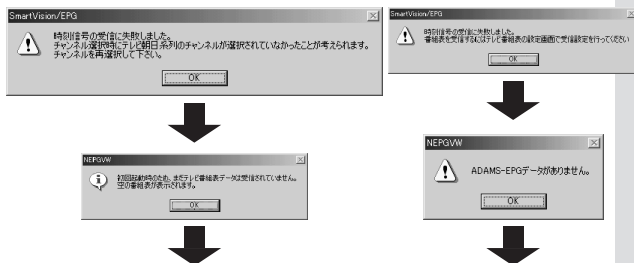 SmartVision/EPG
時刻信号の受信に失敗しました。
チャンネル選択時にテレビ朝日系列のチャンネルが選択されていなかったことが考えられます。
チャンネルを再選択して下さい。
OK
SmartVision/EPG
時刻信号の受信に失敗しました。
番組表を受信するにはテレビ番組表の設定画面で受信設定を行ってください
OK
NEPGVW
初回起動時のため、まだテレビ番組表データは受信されていません。
空の番組表が表示されます。
OK
NEPGVW
ADAMS-EPGデータがありません。
OK